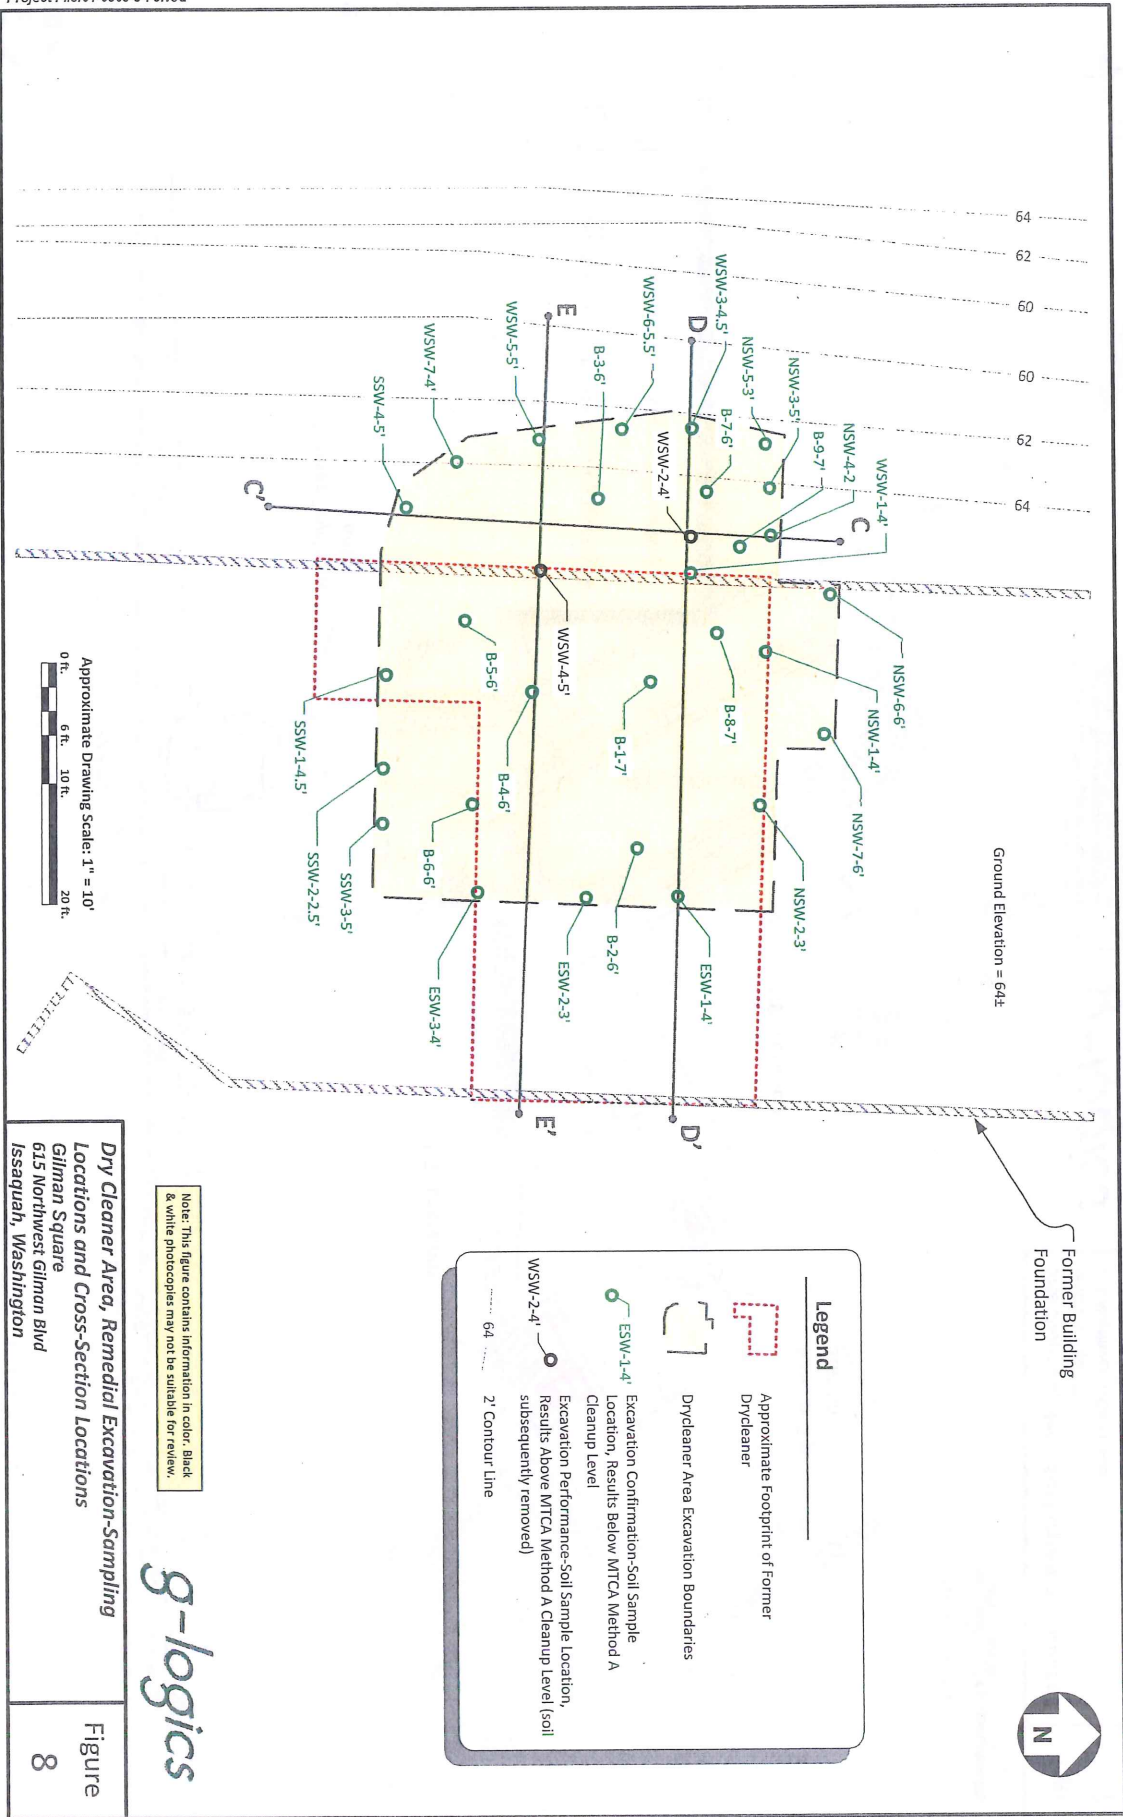 64
62
60
60
62
64
Ground Elevation = 64±
Former Building
Foundation
N
WSW-3-4.5'
WSW-6-5.5'
B-3-6'
WSW-5-5'
WSW-7-4'
SSW-4-5'
NSW-5-3'
NSW-3-5'
B-7-6'
B-9-7'
NSW-4-2
WSW-1-4'
WSW-2-4'
WSW-4-5'
NSW-6-6'
NSW-1-4'
NSW-7-6'
NSW-2-3'
B-8-7'
B-1-7'
B-5-6'
B-4-6'
B-6-6'
B-2-6'
ESW-1-4'
ESW-2-3'
ESW-3-4'
SSW-1-4.5'
SSW-2-2.5'
SSW-3-5'
C
C'
D
D'
E
E'
Approximate Drawing Scale: 1" = 10'
0 ft.
6 ft.
10 ft.
20 ft.
Legend
Approximate Footprint of Former
Drycleaner
Drycleaner Area Excavation Boundaries
ESW-1-4'
Excavation Confirmation-Soil Sample
Location, Results Below MTCA Method A
Cleanup Level
WSW-2-4'
Excavation Performance-Soil Sample Location,
Results Above MTCA Method A Cleanup Level (soil
subsequently removed)
64
2' Contour Line
Note: This figure contains information in color. Black
& white photocopies may not be suitable for review.
g-logics
Dry Cleaner Area, Remedial Excavation-Sampling
Locations and Cross-Section Locations
Gilman Square
615 Northwest Gilman Blvd
Issaquah, Washington
Figure
8